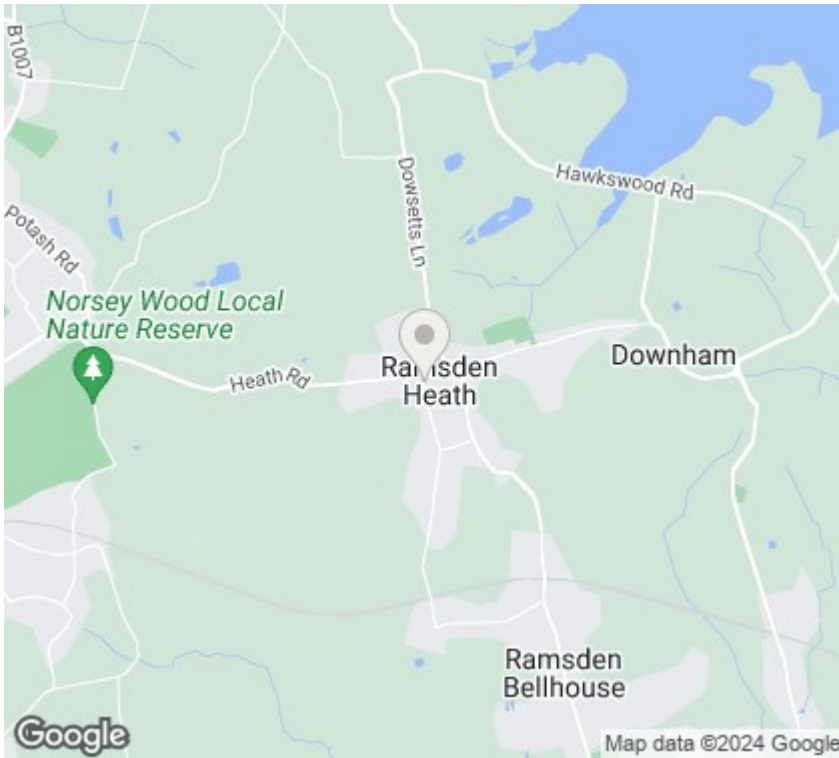 B1007
Dowsetts Ln
Hawkswood Rd
Potash Rd
Norsey Wood Local
Nature Reserve
Heath Rd
Ramsden
Heath
Downham
Ramsden
Bellhouse
Google
Map data ©2024 Google